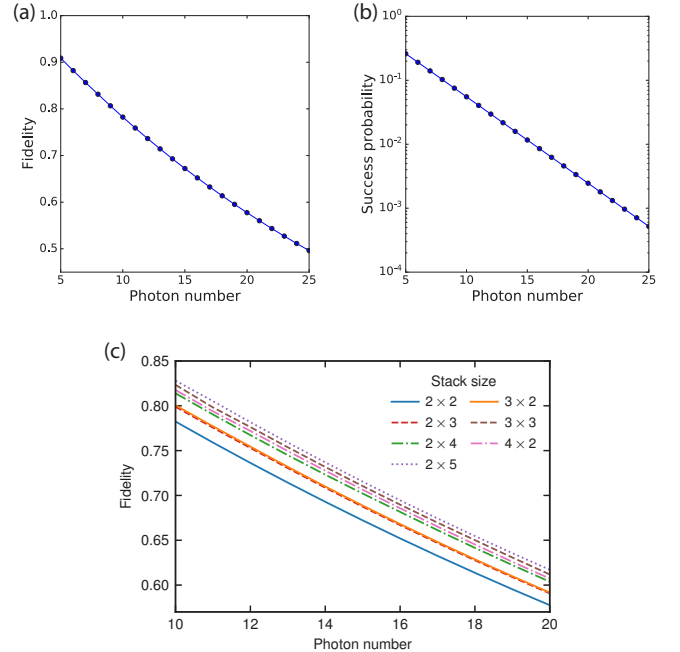 (a)
1.0
0.9
0.8
0.7
0.6
0.5
Fidelity
5 10 15 20 25
Photon number
(b)
10⁰
10⁻¹
10⁻²
10⁻³
10⁻⁴
Success probability
5 10 15 20 25
Photon number
(c)
0.85
0.80
0.75
0.70
0.65
0.60
Fidelity
Stack size
2 × 2 3 × 2
2 × 3 3 × 3
2 × 4 4 × 2
2 × 5
10 12 14 16 18 20
Photon number